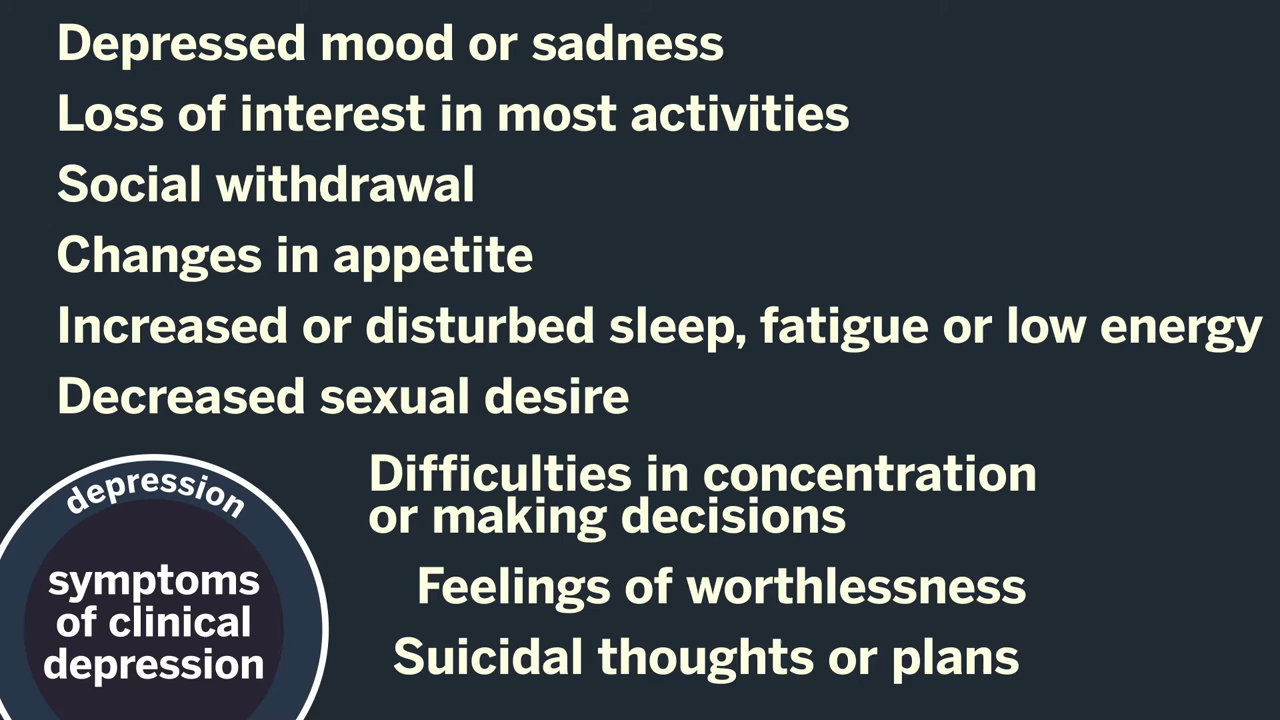 Depressed mood or sadness
Loss of interest in most activities
Social withdrawal
Changes in appetite
Increased or disturbed sleep, fatigue or low energy
Decreased sexual desire
Difficulties in concentration
or making decisions
Feelings of worthlessness
Suicidal thoughts or plans
depression
symptoms
of clinical
depression